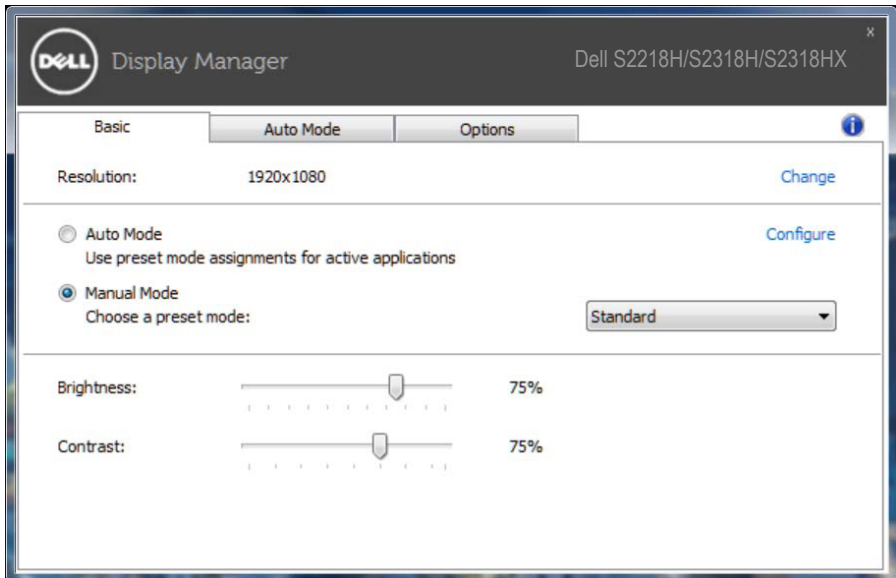 x
DELL Display Manager Dell S2218H/S2318H/S2318HX
Basic Auto Mode Options i
Resolution: 1920x1080 Change
Auto Mode Configure
Use preset mode assignments for active applications
Manual Mode
Choose a preset mode: Standard
Brightness: 75%
Contrast: 75%